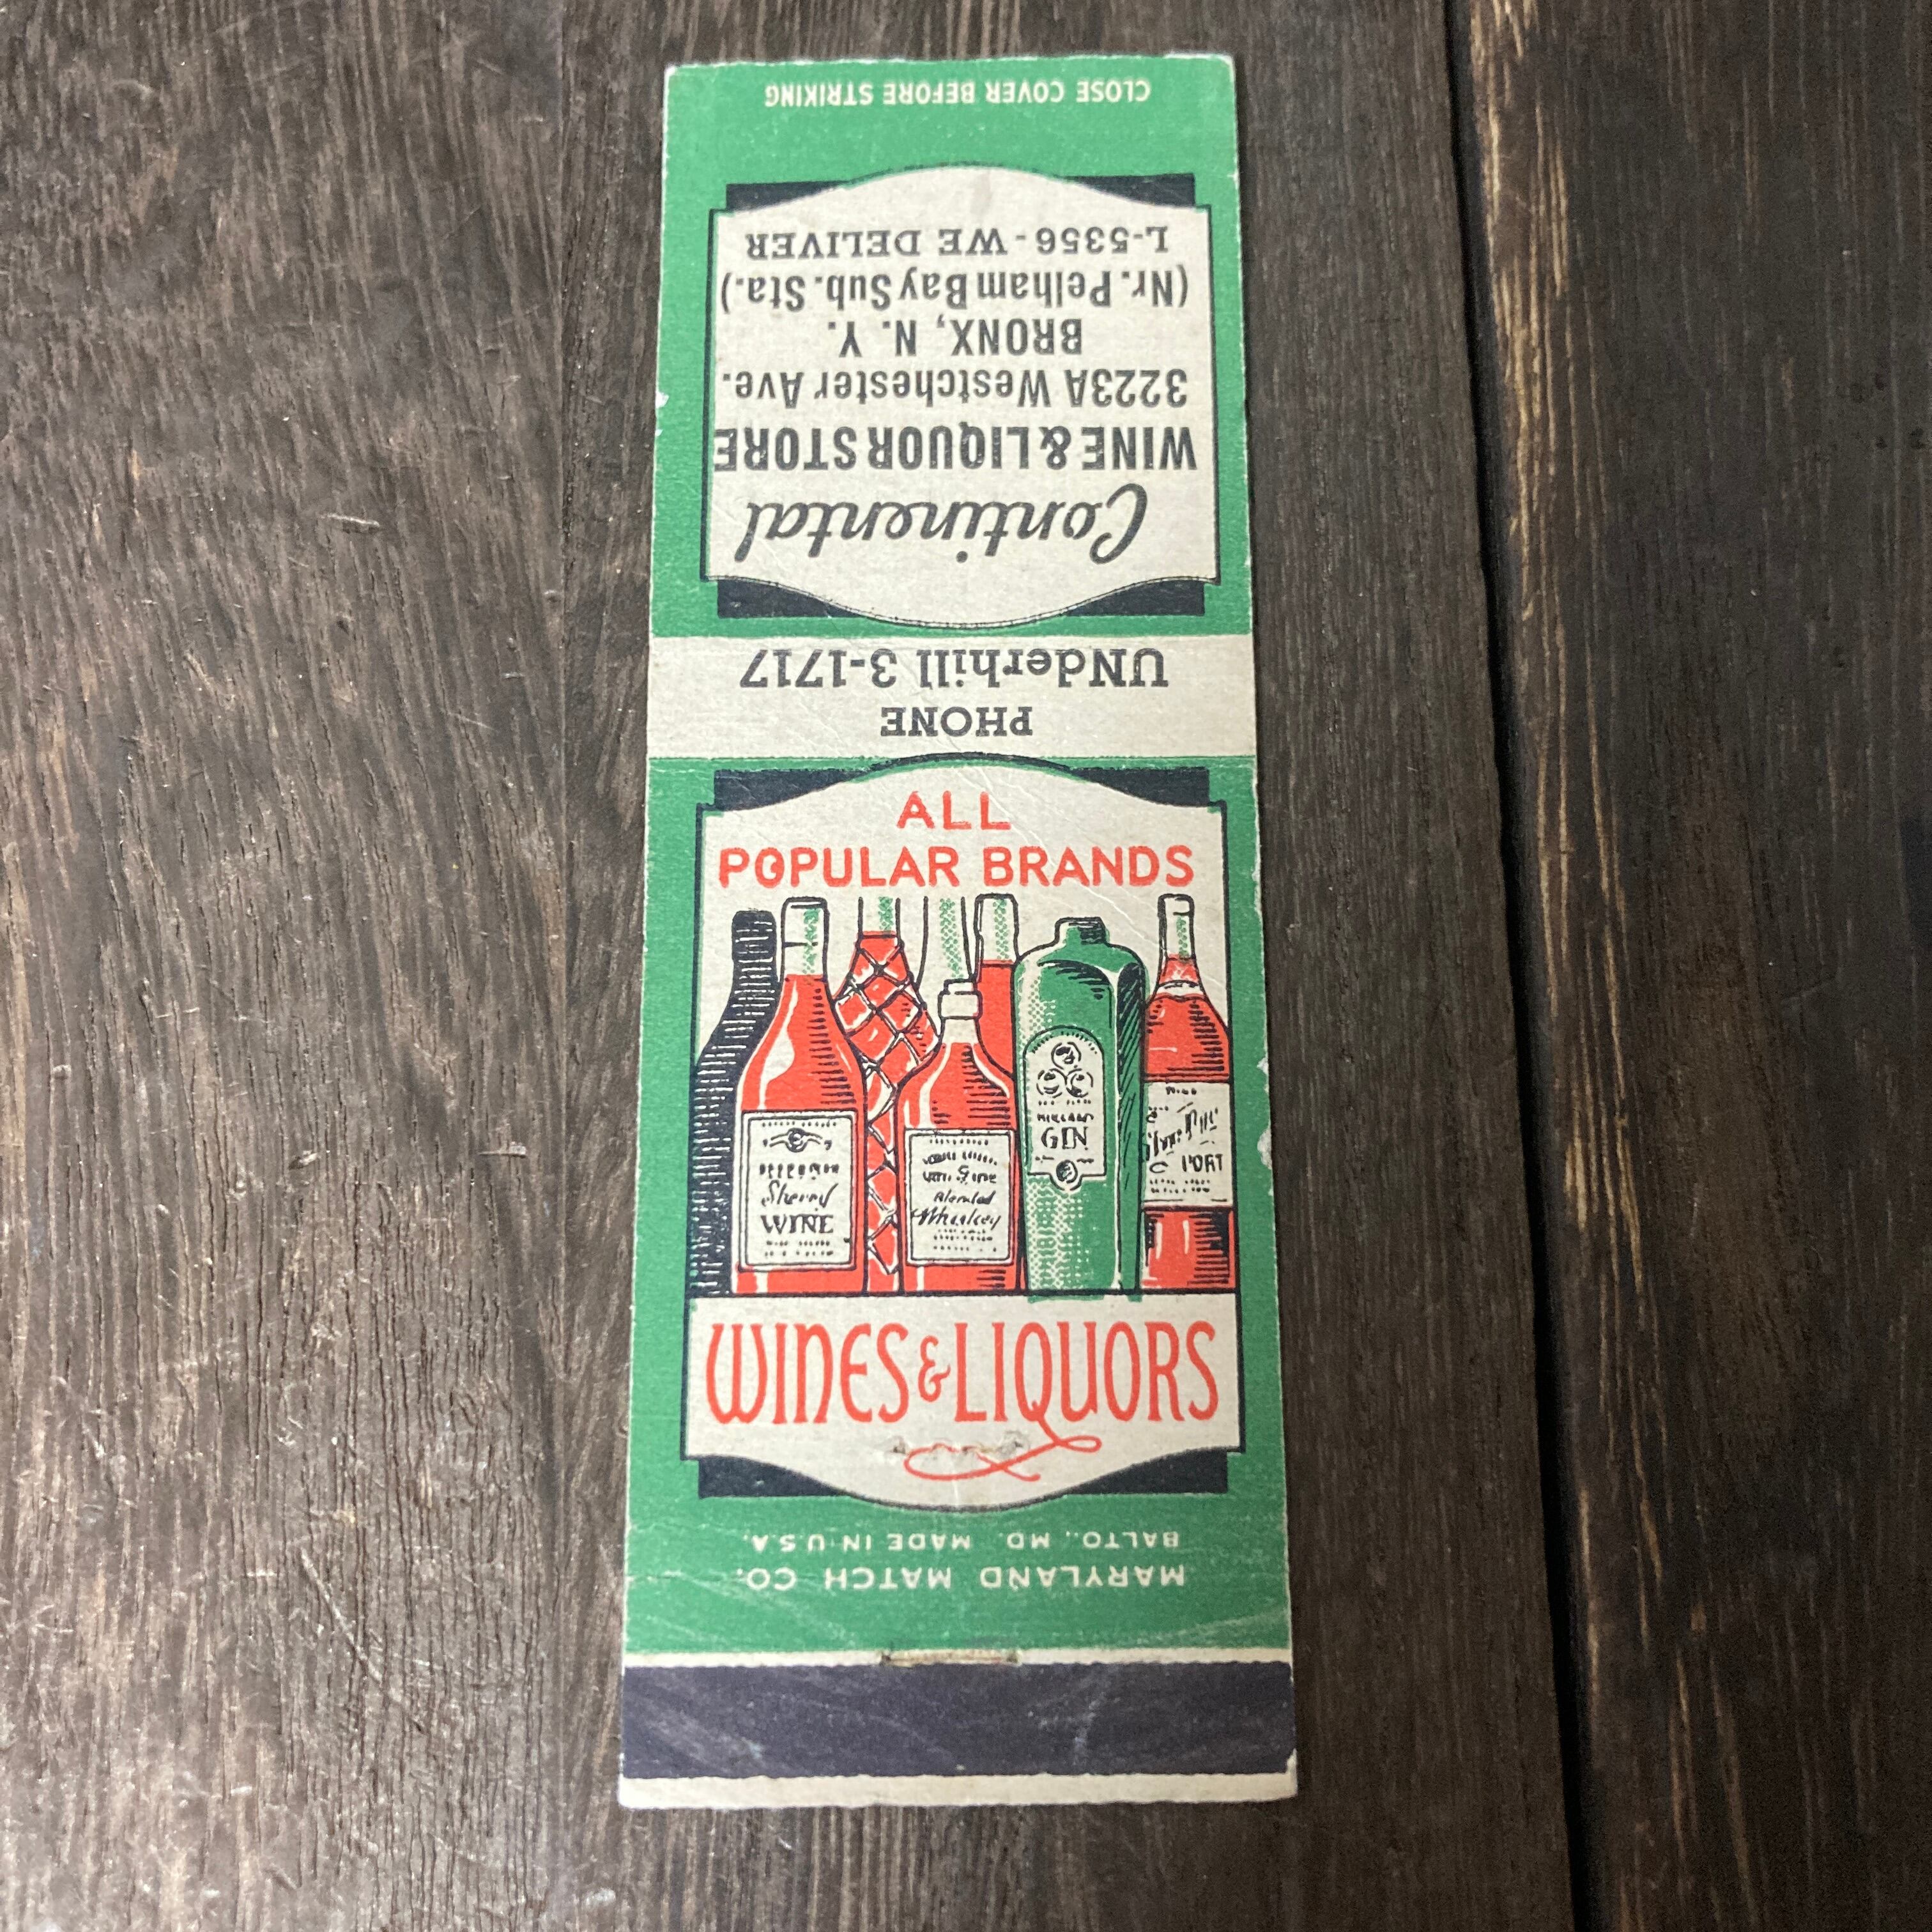 CLOSE COVER BEFORE STRIKING
Continental
WINE & LIQUOR STORE
3223A Westchester Ave.
BRONX, N. Y.
(Nr. Pelham Bay Sub. Sta.)
L-5356 - WE DELIVER
PHONE
UNderhill 3-1717
ALL
POPULAR BRANDS
Sherry
WINE
Blended
Whiskey
GIN
PORT
WINES & LIQUORS
MARYLAND MATCH CO.
BALTO., MD. MADE IN U.S.A.